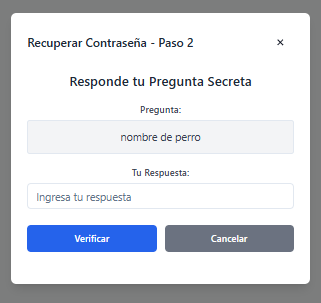 Recuperar Contraseña - Paso 2 ×
Responde tu Pregunta Secreta
Pregunta:
nombre de perro
Tu Respuesta:
Ingresa tu respuesta
Verificar Cancelar